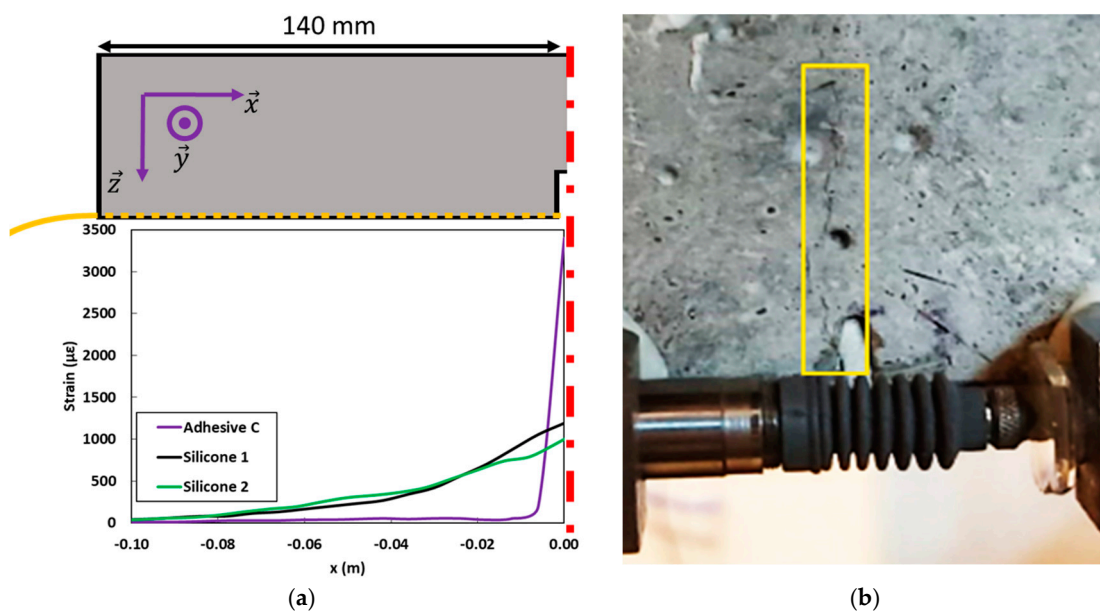 140 mm
x
y
z
3500
3000
2500
2000
1500
1000
500
0
Strain (με)
Adhesive C
Silicone 1
Silicone 2
-0.10
-0.08
-0.06
-0.04
-0.02
0.00
x (m)
(a)
(b)